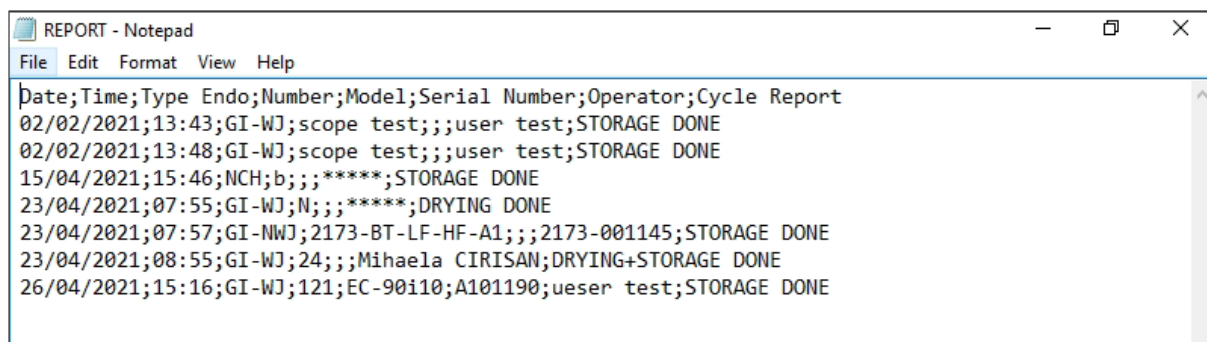 REPORT - Notepad
File Edit Format View Help
Date;Time;Type Endo;Number;Model;Serial Number;Operator;Cycle Report
02/02/2021;13:43;GI-WJ;scope test;;;user test;STORAGE DONE
02/02/2021;13:48;GI-WJ;scope test;;;user test;STORAGE DONE
15/04/2021;15:46;NCH;b;;;*****;STORAGE DONE
23/04/2021;07:55;GI-WJ;N;;;*****;DRYING DONE
23/04/2021;07:57;GI-NWJ;2173-BT-LF-HF-A1;;;2173-001145;STORAGE DONE
23/04/2021;08:55;GI-WJ;24;;;Mihaela CIRISAN;DRYING+STORAGE DONE
26/04/2021;15:16;GI-WJ;121;EC-90i10;A101190;ueser test;STORAGE DONE